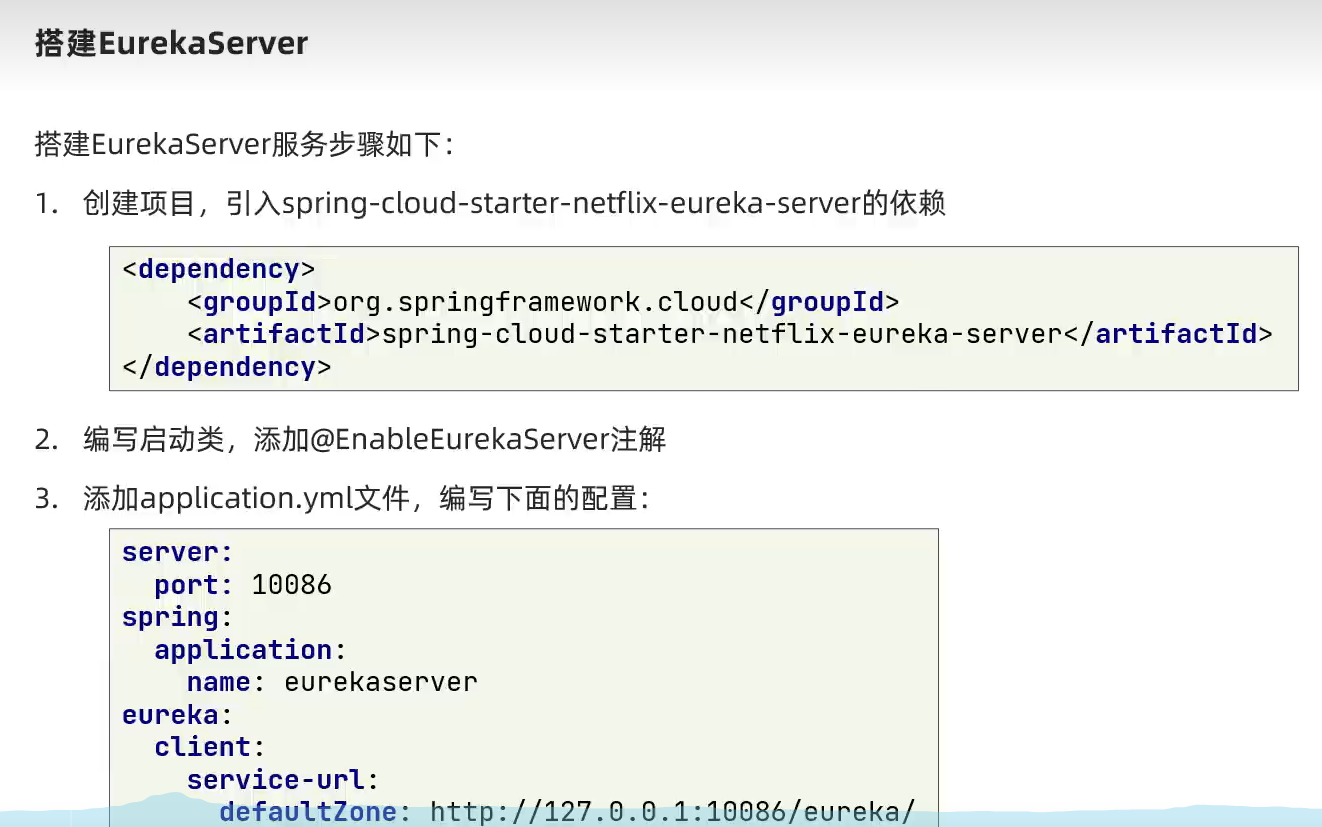 搭建EurekaServer
搭建EurekaServer服务步骤如下：
1. 创建项目，引入spring-cloud-starter-netflix-eureka-server的依赖
<dependency>
    <groupId>org.springframework.cloud</groupId>
    <artifactId>spring-cloud-starter-netflix-eureka-server</artifactId>
</dependency>
2. 编写启动类，添加@EnableEurekaServer注解
3. 添加application.yml文件，编写下面的配置：
server:
  port: 10086
spring:
  application:
    name: eurekaserver
eureka:
  client:
    service-url:
      defaultZone: http://127.0.0.1:10086/eureka/